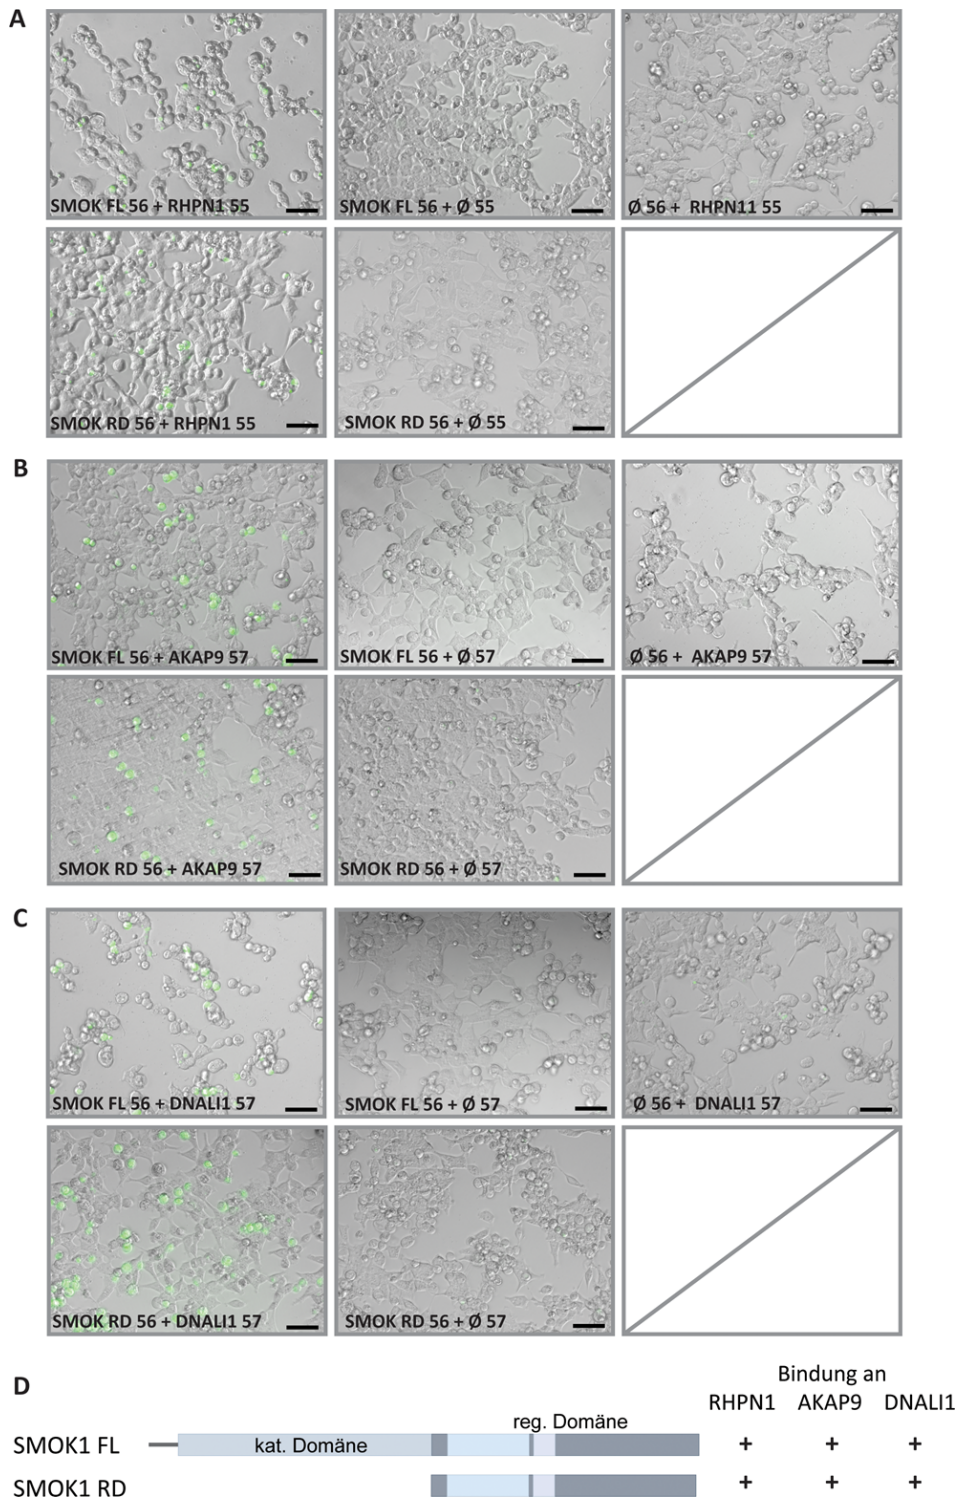 A
SMOK FL 56 + RHPN1 55
SMOK FL 56 + Ø 55
Ø 56 + RHPN11 55
SMOK RD 56 + RHPN1 55
SMOK RD 56 + Ø 55
B
SMOK FL 56 + AKAP9 57
SMOK FL 56 + Ø 57
Ø 56 + AKAP9 57
SMOK RD 56 + AKAP9 57
SMOK RD 56 + Ø 57
C
SMOK FL 56 + DNALI1 57
SMOK FL 56 + Ø 57
Ø 56 + DNALI1 57
SMOK RD 56 + DNALI1 57
SMOK RD 56 + Ø 57
D
Bindung an
RHPN1 AKAP9 DNALI1
reg. Domäne
SMOK1 FL kat. Domäne + + +
SMOK1 RD + + +